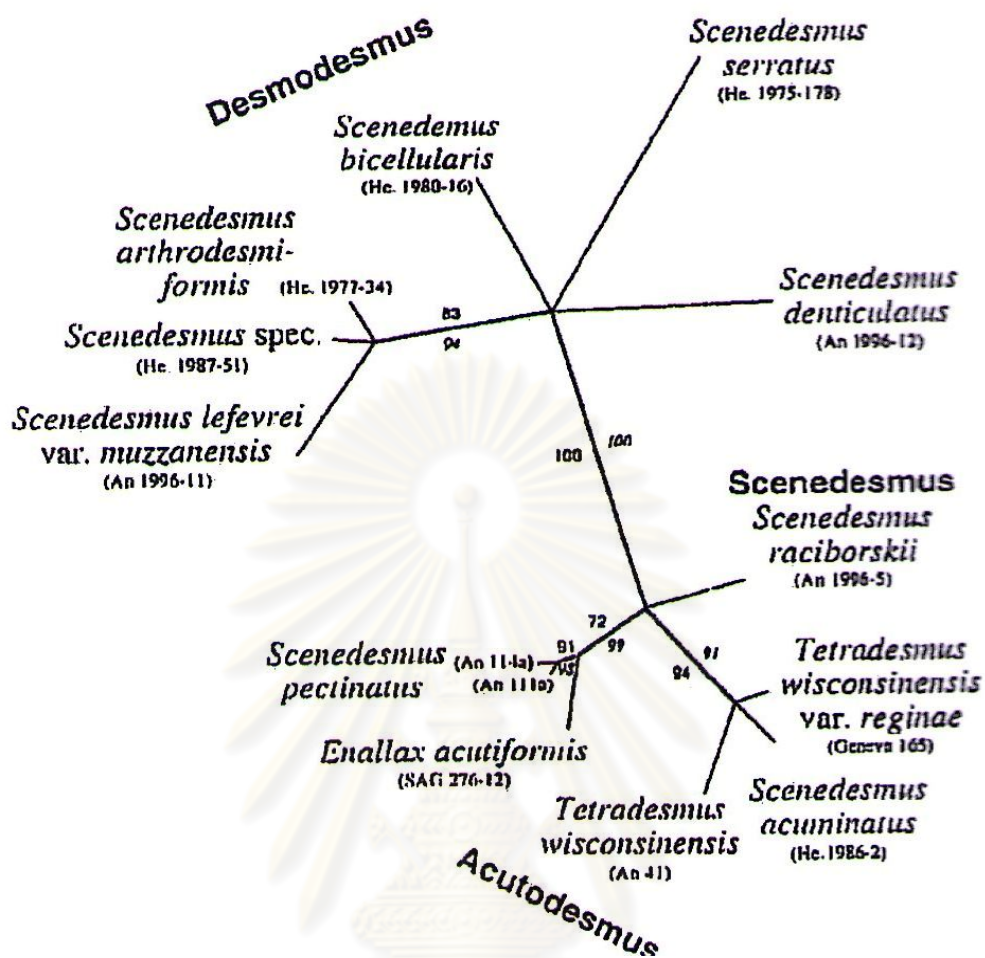 Desmodesmus
Scenedesmus
serratus
(He. 1975-178)
Scenedemus
bicellularis
(He. 1980-16)
Scenedesmus
arthrodesmi-
formis (He. 1977-34)
Scenedesmus spec.
(He. 1987-51)
Scenedesmus lefevrei
var. muzzanensis
(An 1996-11)
83
94
Scenedesmus
denticulatus
(An 1996-12)
100 100
Scenedesmus
Scenedesmus
raciborskii
(An 1996-5)
72
99
Scenedesmus
pectinatus
(An 111a)
Enallax acutiformis
(SAG 276-12)
91
94
Tetradesmus
wisconsinensis
var. reginae
(Geneva 165)
Scenedesmus
acuminatus
(He. 1986-2)
Tetradesmus
wisconsinensis
(An 41)
Acutodesmus